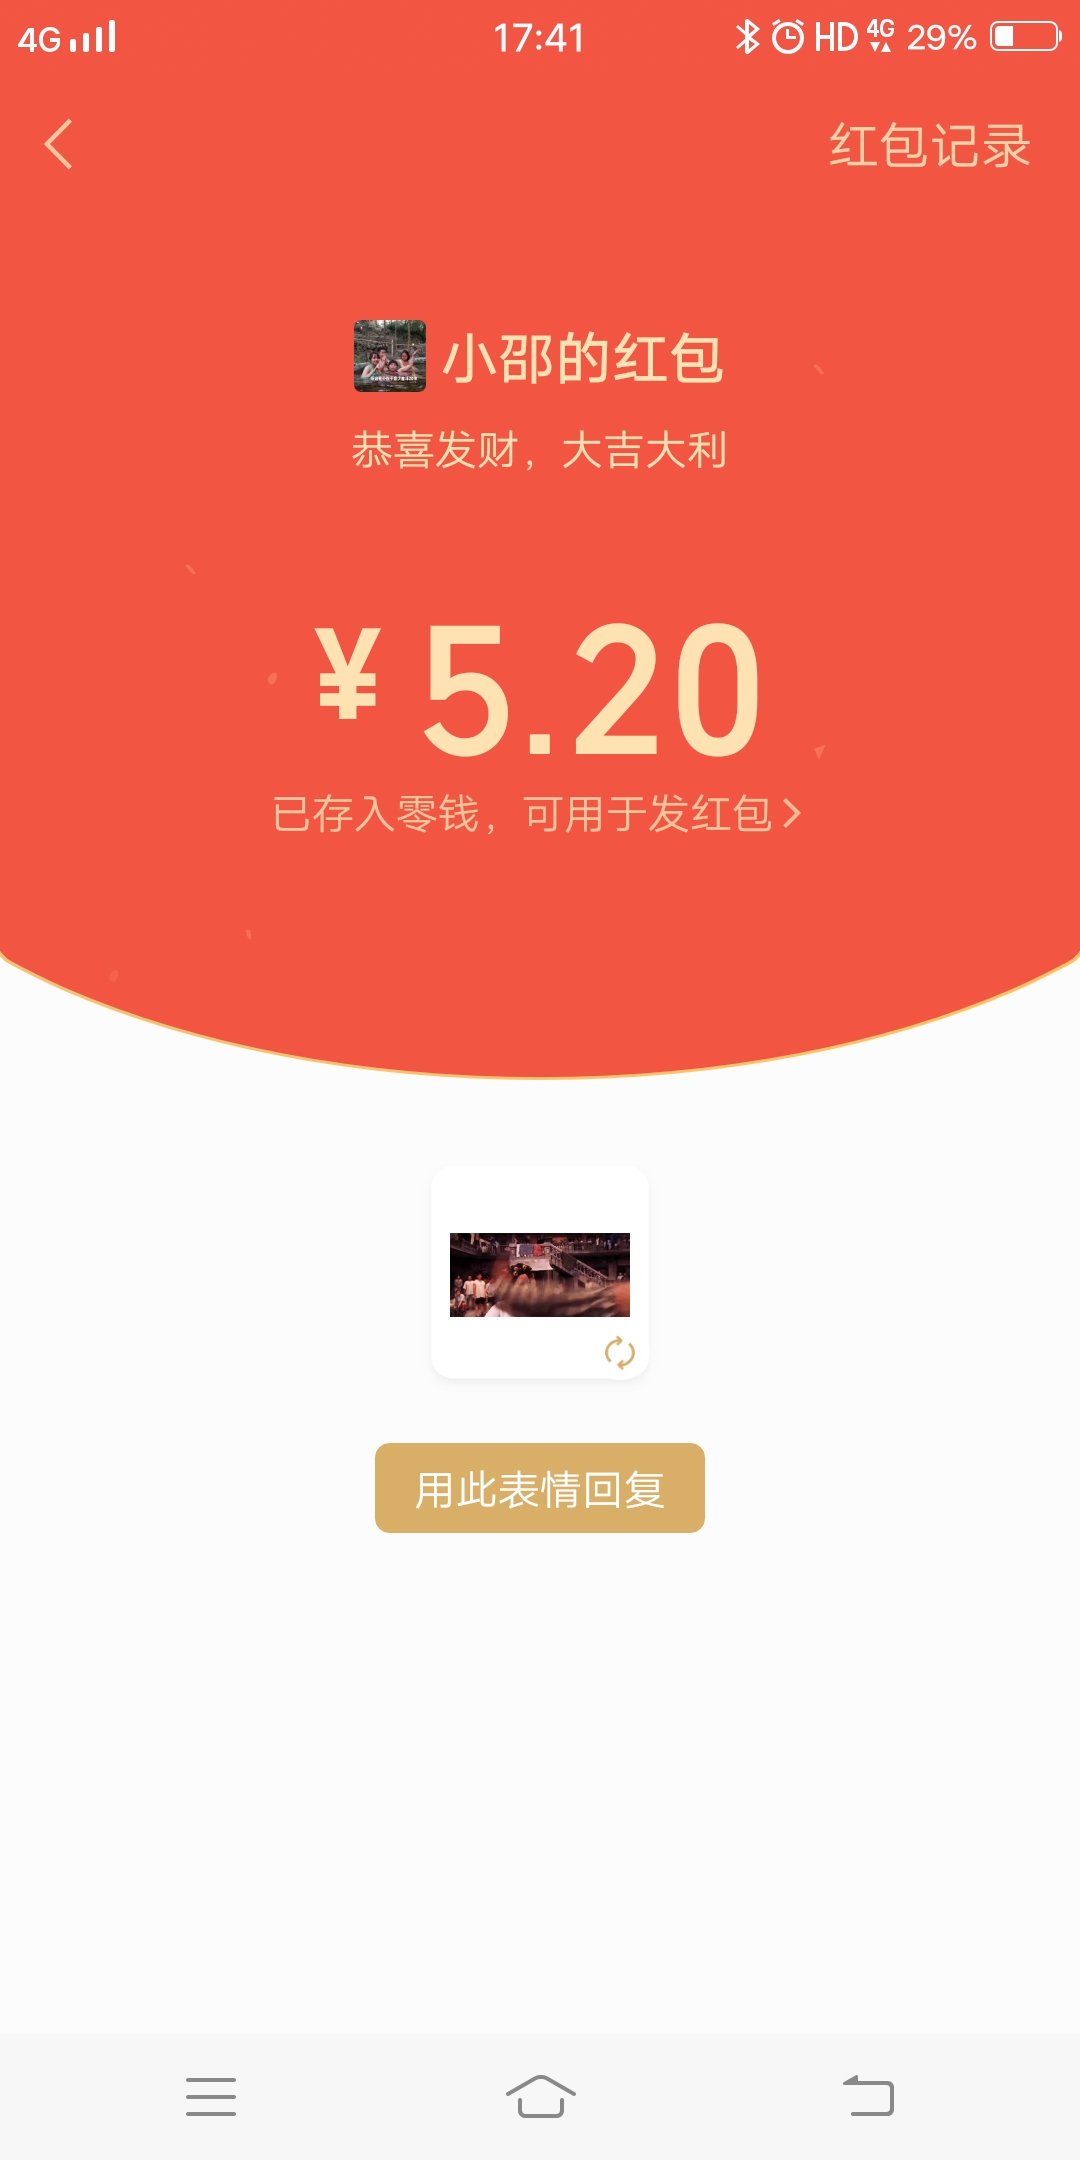 4G 17:41 HD 4G 29%
红包记录
小邵的红包
恭喜发财，大吉大利
¥5.20
已存入零钱，可用于发红包
用此表情回复